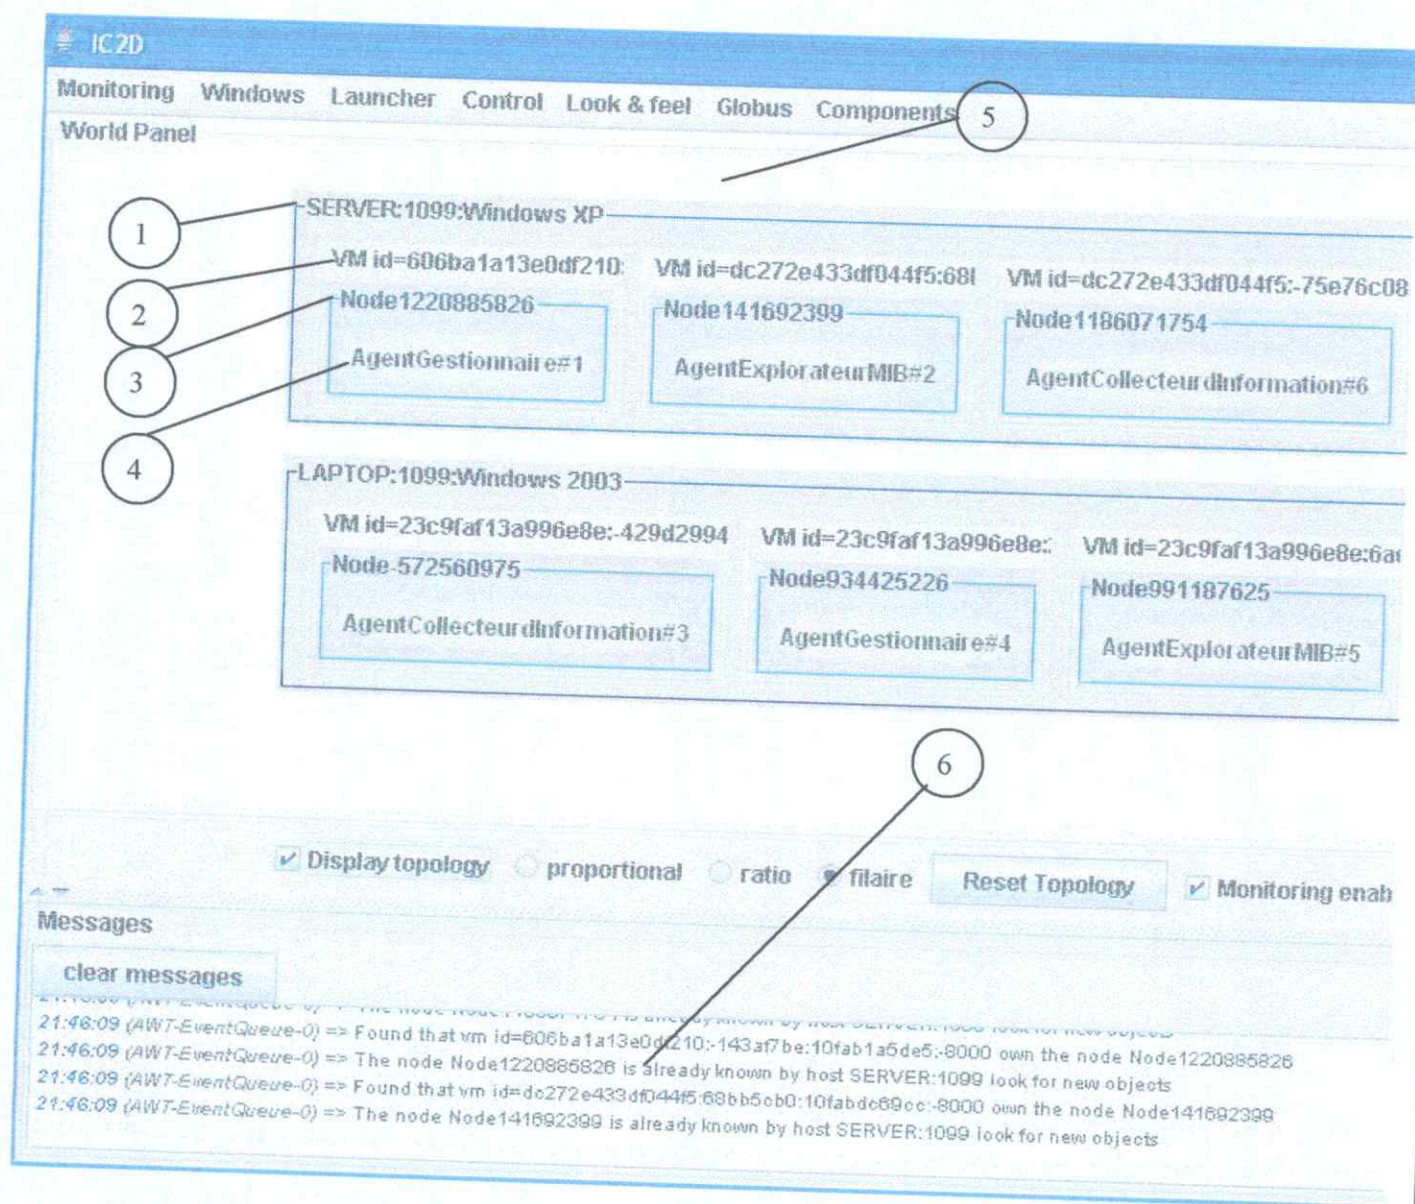 IC2D
Monitoring Windows Launcher Control Look & feel Globus Components
5
World Panel
1
SERVER:1099:Windows XP
VM id=606ba1a13e0df210: VM id=dc272e433df044f5:68 VM id=dc272e433df044f5:-75e76c08
2
Node1220885826 Node141692399 Node1186071754
3
AgentGestionnaire#1 AgentExplorateurMIB#2 AgentCollecteurdInformation#6
4
LAPTOP:1099:Windows 2003
VM id=23c9faf13a996e8e:-429d2994 VM id=23c9faf13a996e8e: VM id=23c9faf13a996e8e:6a
Node-572560975 Node934425226 Node991187625
AgentCollecteurdInformation#3 AgentGestionnaire#4 AgentExplorateurMIB#5
6
Display topology proportional ratio filaire Reset Topology Monitoring enab
Messages
clear messages
21:46:09 (AWT-EventQueue-0) => Found that vm id=606ba1a13e0df210:-143af7be:10fab1a5de5:-8000 own the node Node1220885826
21:46:09 (AWT-EventQueue-0) => The node Node1220885826 is already known by host SERVER:1099 look for new objects
21:46:09 (AWT-EventQueue-0) => Found that vm id=dc272e433df044f5:68bb5cb0:10fabdc69cc:-8000 own the node Node141692399
21:46:09 (AWT-EventQueue-0) => The node Node141692399 is already known by host SERVER:1099 look for new objects